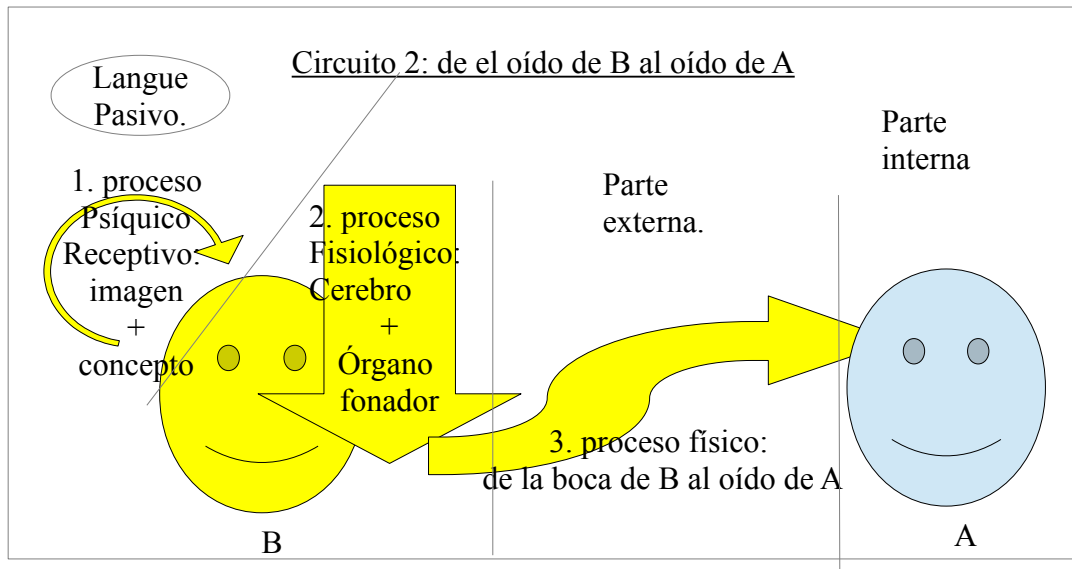 Circuito 2: de el oído de B al oído de A
Langue
Pasivo.
1. proceso
Psíquico
Receptivo:
imagen
+
concepto
2. proceso
Fisiológico:
Cerebro
+
Órgano
fonador
Parte
externa.
Parte
interna
3. proceso físico:
de la boca de B al oído de A
B
A